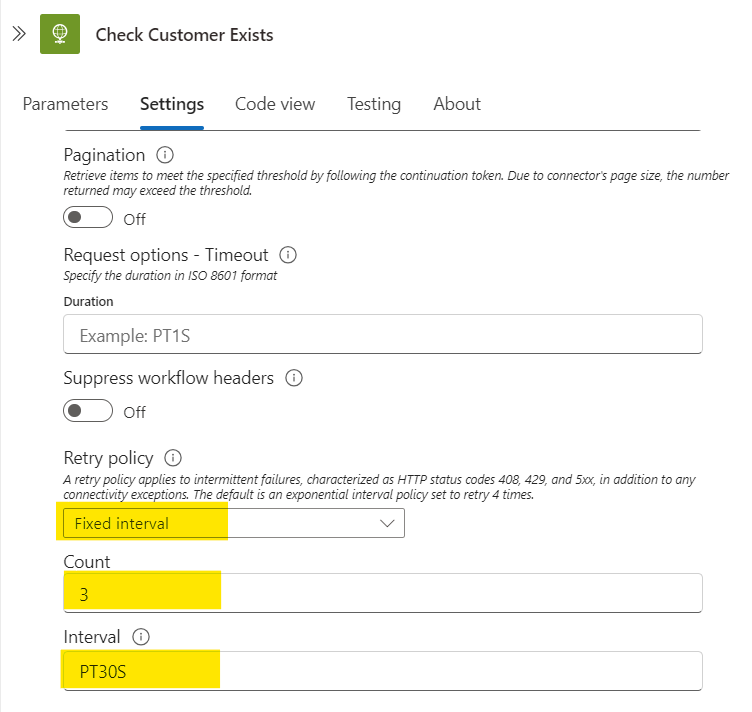 Check Customer Exists
Parameters Settings Code view Testing About
Pagination
Retrieve items to meet the specified threshold by following the continuation token. Due to connector's page size, the number
returned may exceed the threshold.
Off
Request options - Timeout
Specify the duration in ISO 8601 format
Duration
Example: PT1S
Suppress workflow headers
Off
Retry policy
A retry policy applies to intermittent failures, characterized as HTTP status codes 408, 429, and 5xx, in addition to any
connectivity exceptions. The default is an exponential interval policy set to retry 4 times.
Fixed interval
Count
3
Interval
PT30S